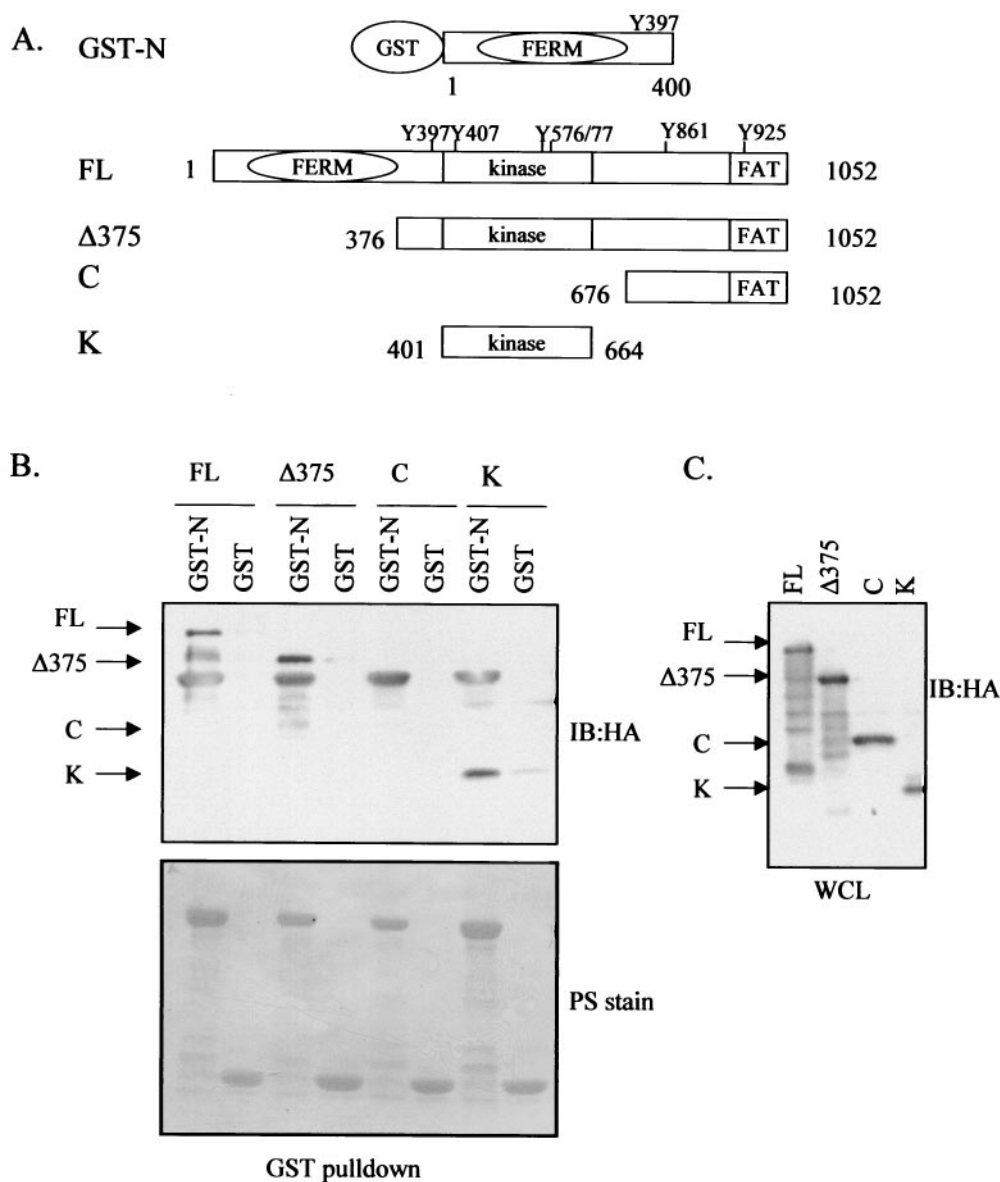 A.
GST-N
GST
FERM
Y397
1
400
Y397
Y407
Y576/77
Y861
Y925
FL
1
FERM
kinase
FAT
1052
Δ375
376
kinase
FAT
1052
C
676
FAT
1052
K
401
kinase
664
B.
FL
Δ375
C
K
GST-N
GST
GST-N
GST
GST-N
GST
GST-N
GST
FL
Δ375
C
K
IB:HA
PS stain
GST pulldown
C.
FL
Δ375
C
K
FL
Δ375
C
K
IB:HA
WCL